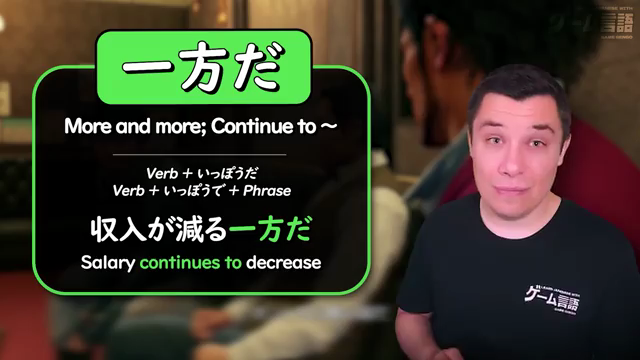 一方だ
More and more; Continue to ～
Verb + いっぽうだ
Verb + いっぽうで + Phrase
収入が減る一方だ
Salary continues to decrease
ゲーム言語
ゲーム言語